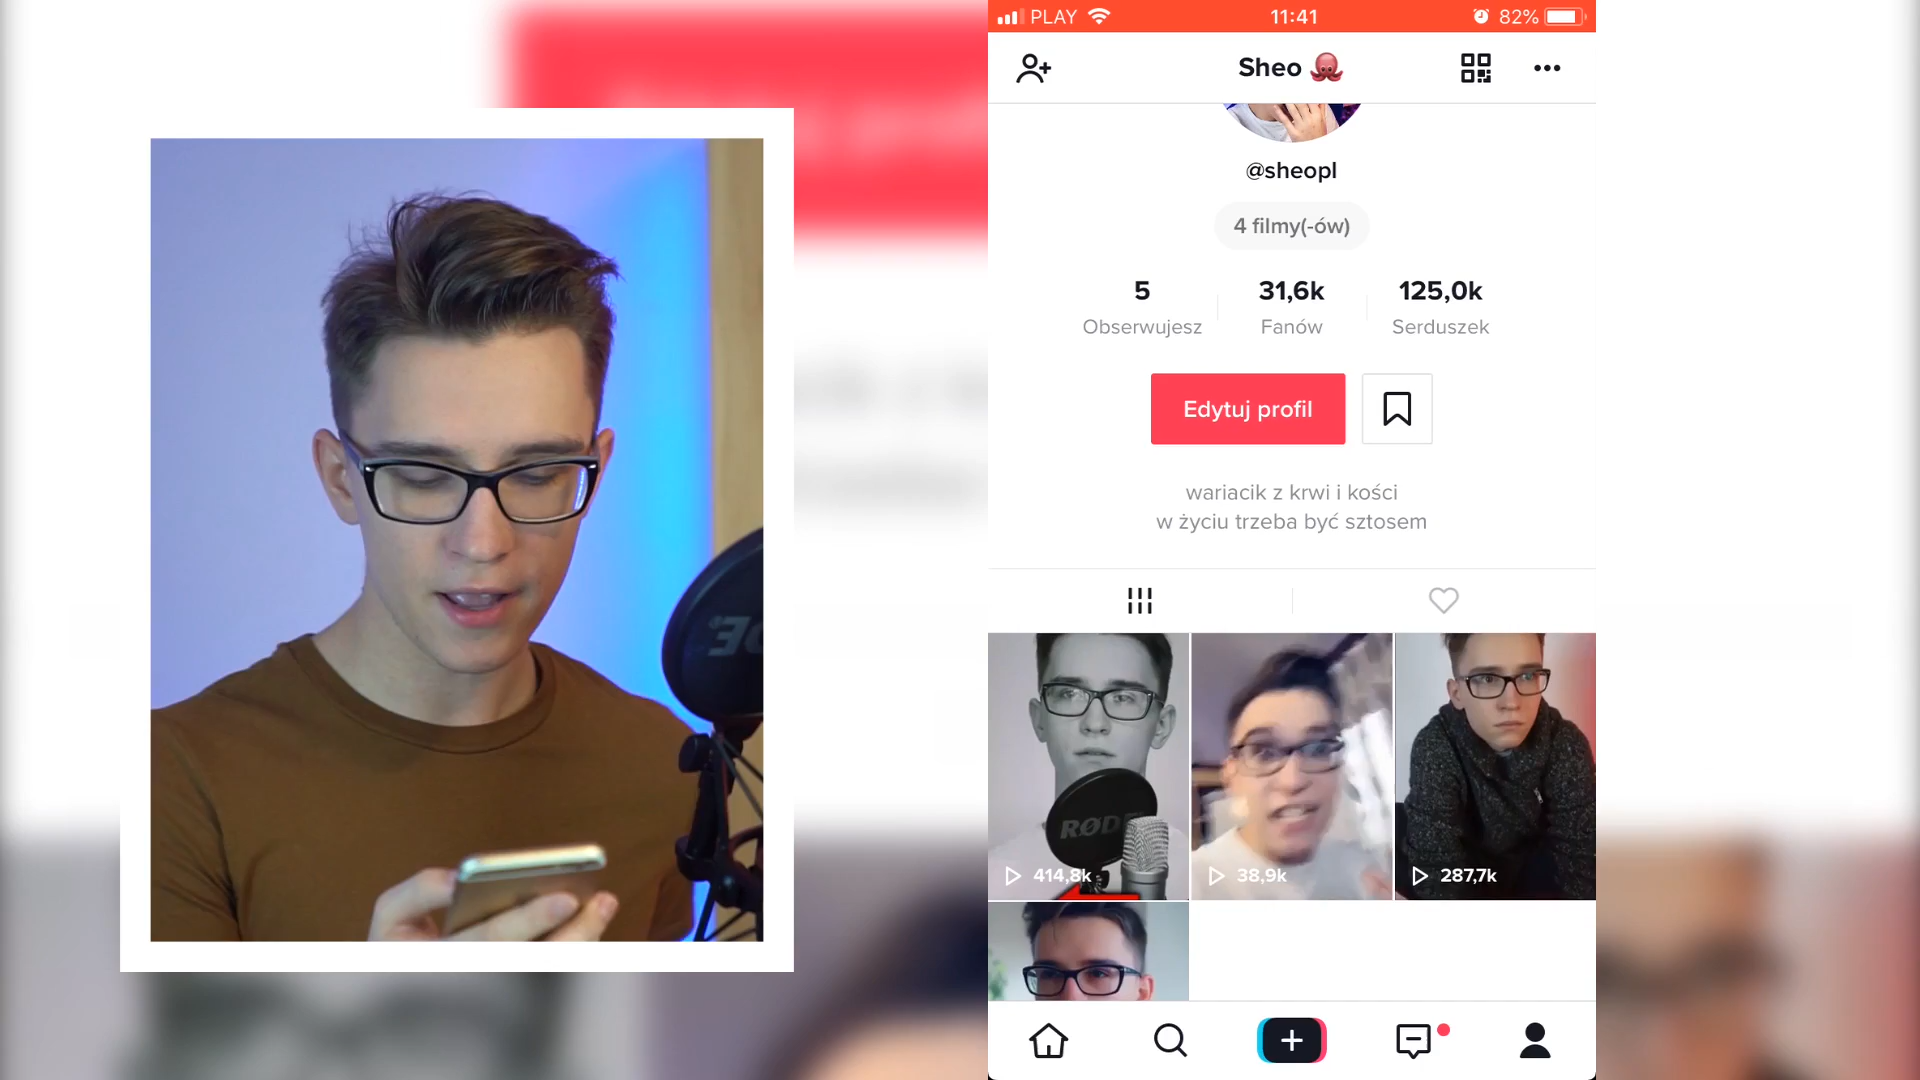 PLAY
11:41
82%
Sheo
@sheopl
4 filmy(-ów)
5
31,6k
125,0k
Obserwujesz
Fanów
Serduszek
Edytuj profil
wariacik z krwi i kości
w życiu trzeba być sztosem
RØDE
414,8k
38,9k
287,7k